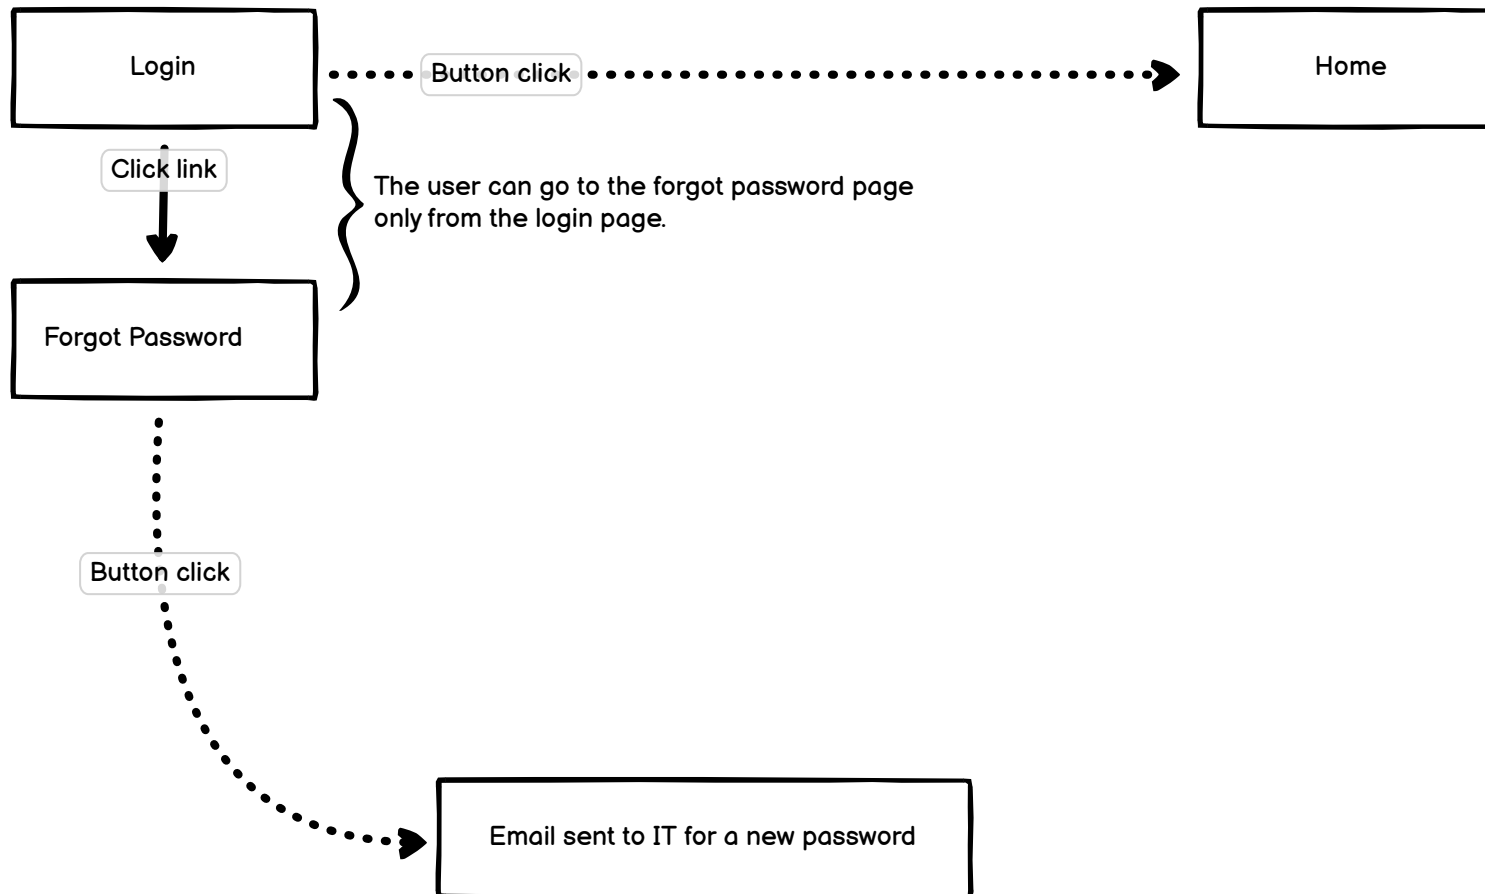 Login
Button click
Home
Click link
The user can go to the forgot password page
only from the login page.
Forgot Password
Button click
Email sent to IT for a new password